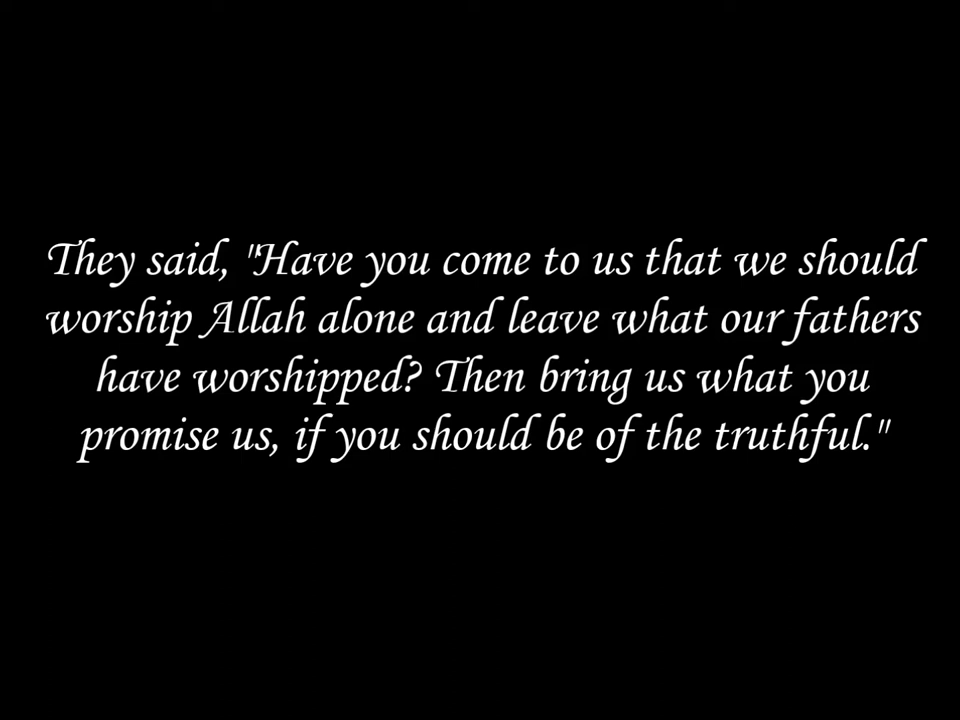 They said, "Have you come to us that we should
worship Allah alone and leave what our fathers
have worshipped? Then bring us what you
promise us, if you should be of the truthful."